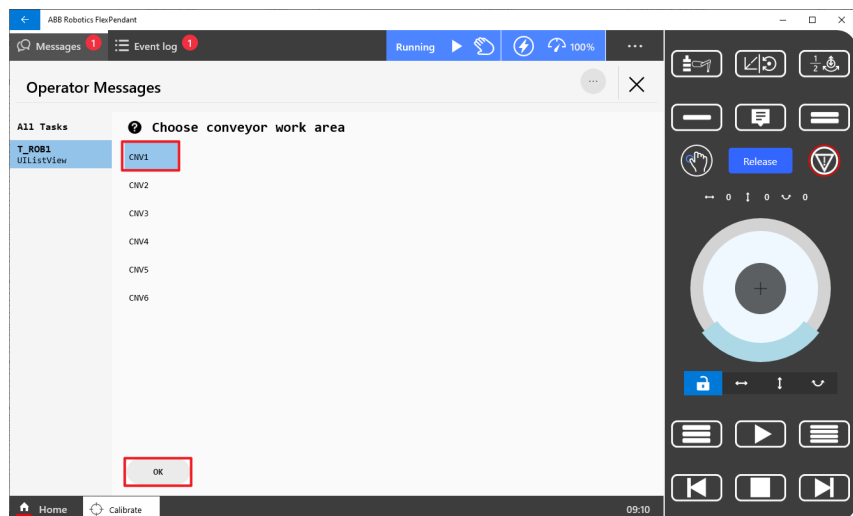 ABB Robotics FlexPendant
Messages 1 Event log 1 Running 100% ...
Operator Messages ...
All Tasks
T_ROB1
UIListView
Choose conveyor work area
CNV1
CNV2
CNV3
CNV4
CNV5
CNV6
OK
Home Calibrate 09:10
1
2
Release
0 0 0